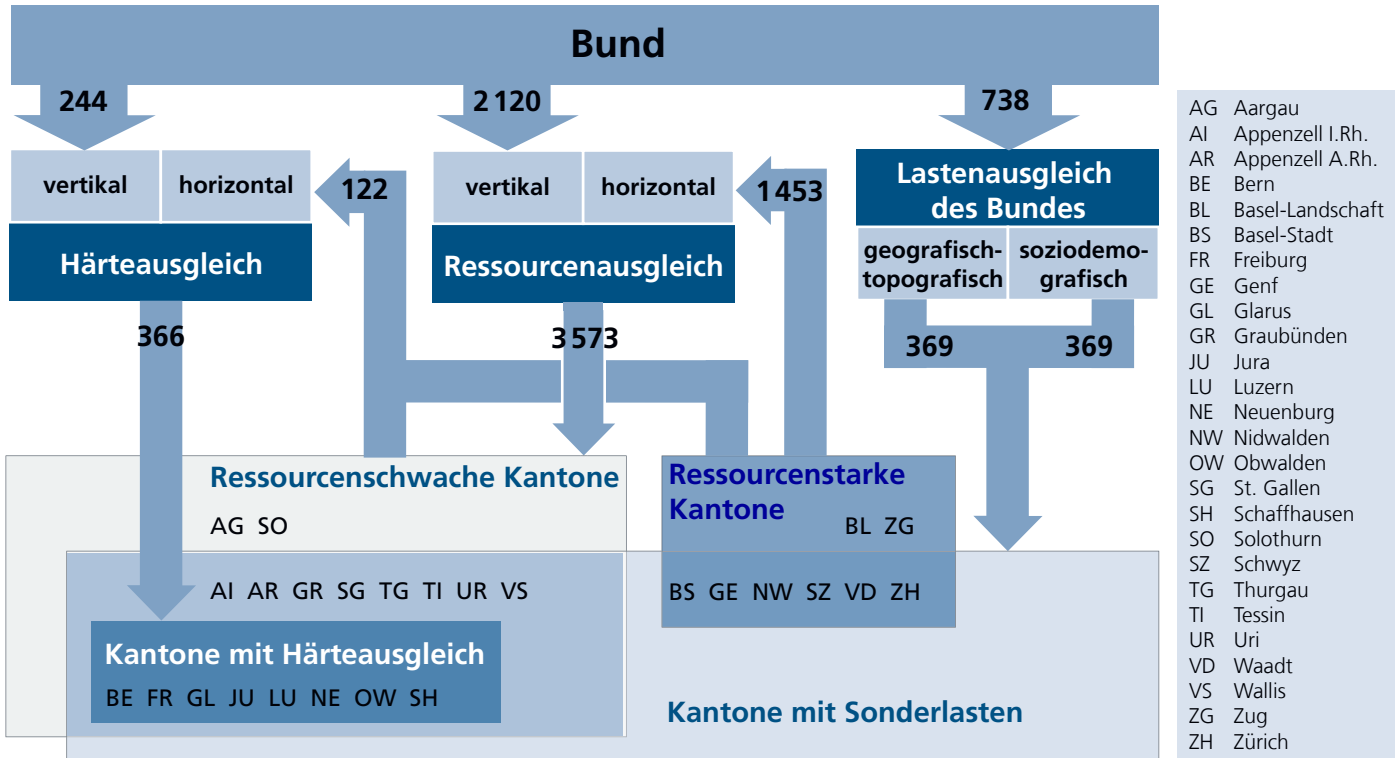 Bund
244
2 120
738
vertikal
horizontal
122
vertikal
horizontal
1 453
Lastenausgleich
des Bundes
Härteausgleich
Ressourcenausgleich
geografisch-
topografisch
soziodemo-
grafisch
366
3 573
369
369
Ressourcenschwache Kantone
AG SO
Ressourcenstarke
Kantone
BL ZG
AI AR GR SG TG TI UR VS
BS GE NW SZ VD ZH
Kantone mit Härteausgleich
BE FR GL JU LU NE OW SH
Kantone mit Sonderlasten
AG Aargau
AI Appenzell I.Rh.
AR Appenzell A.Rh.
BE Bern
BL Basel-Landschaft
BS Basel-Stadt
FR Freiburg
GE Genf
GL Glarus
GR Graubünden
JU Jura
LU Luzern
NE Neuenburg
NW Nidwalden
OW Obwalden
SG St. Gallen
SH Schaffhausen
SO Solothurn
SZ Schwyz
TG Thurgau
TI Tessin
UR Uri
VD Waadt
VS Wallis
ZG Zug
ZH Zürich